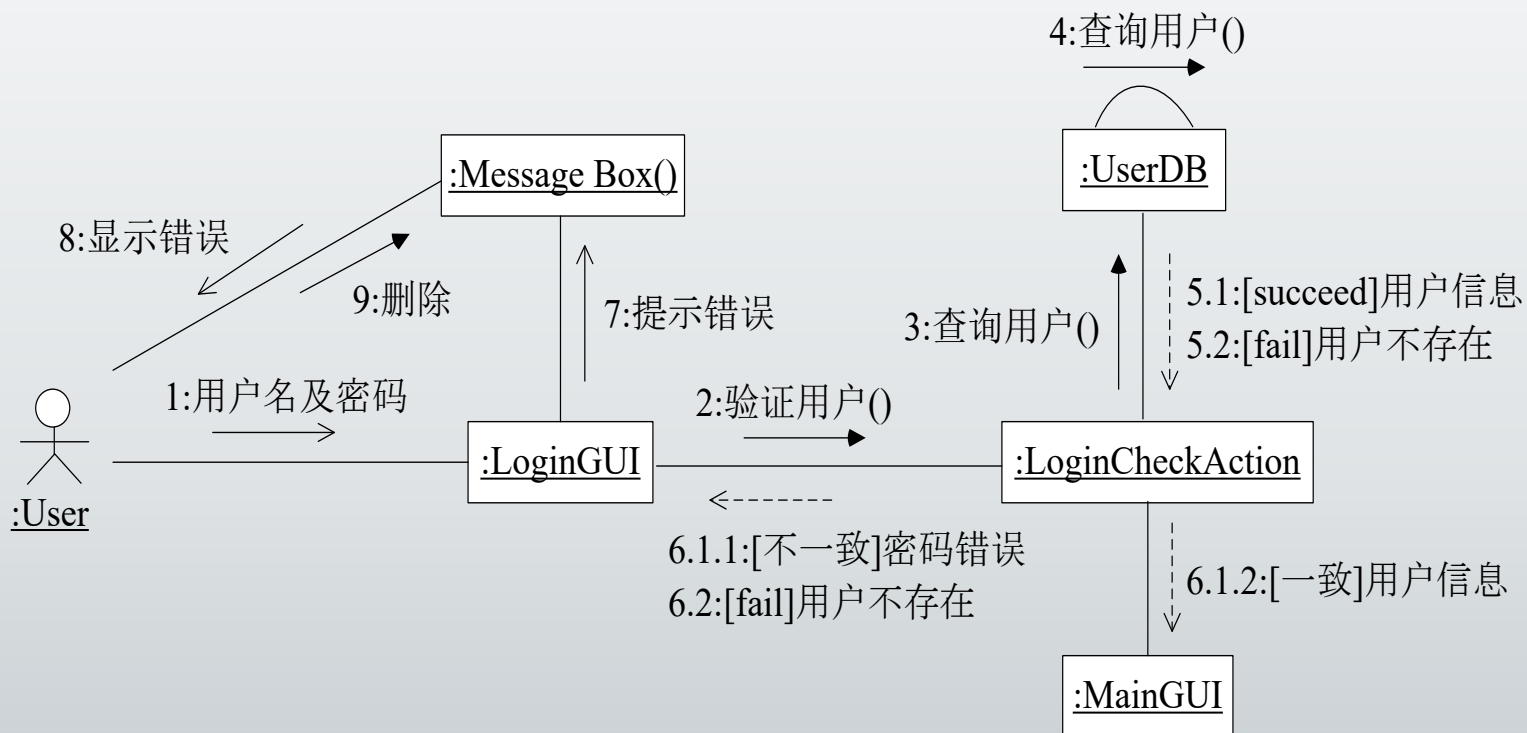 4:查询用户()
:Message Box()
:UserDB
8:显示错误
9:删除
7:提示错误
3:查询用户()
5.1:[succeed]用户信息
5.2:[fail]用户不存在
1:用户名及密码
2:验证用户()
:LoginGUI
:LoginCheckAction
:User
6.1.1:[不一致]密码错误
6.2:[fail]用户不存在
6.1.2:[一致]用户信息
:MainGUI